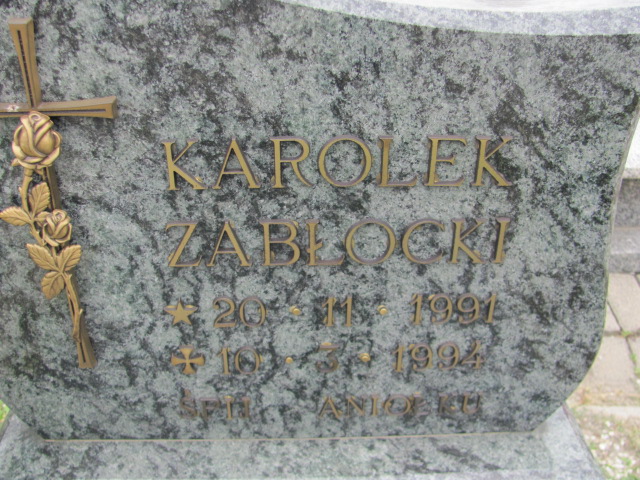 KAROLEK
ZABŁOCKI
20 · 11 · 1991
10 · 3 · 1994
ŚPIJ ANIOŁKU